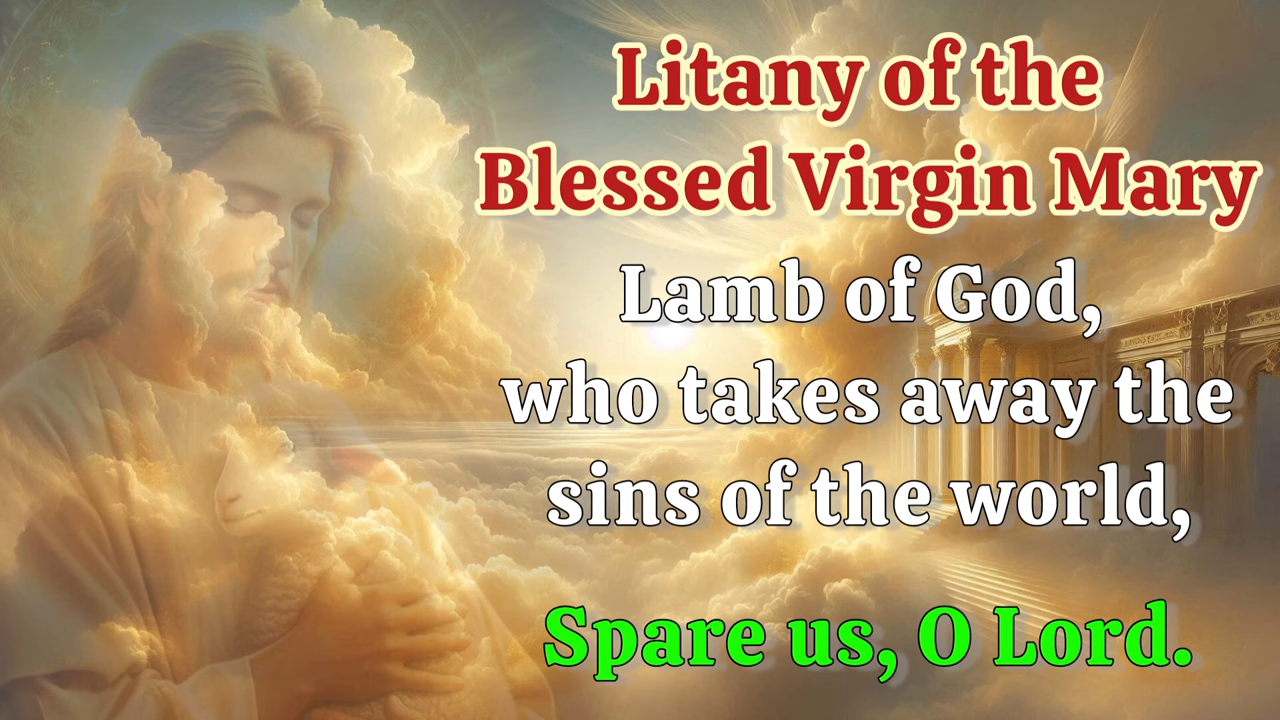 Litany of the
Blessed Virgin Mary
Lamb of God,
who takes away the
sins of the world,
Spare us, O Lord.